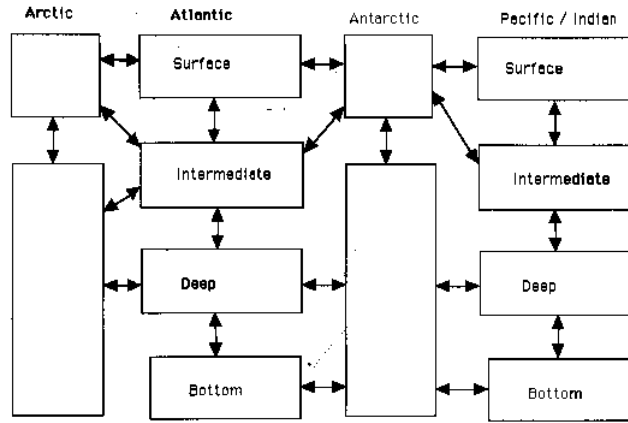 Arctic
Atlantic
Antarctic
Pacific / Indian
Surface
Surface
Intermediate
Intermediate
Deep
Deep
Bottom
Bottom